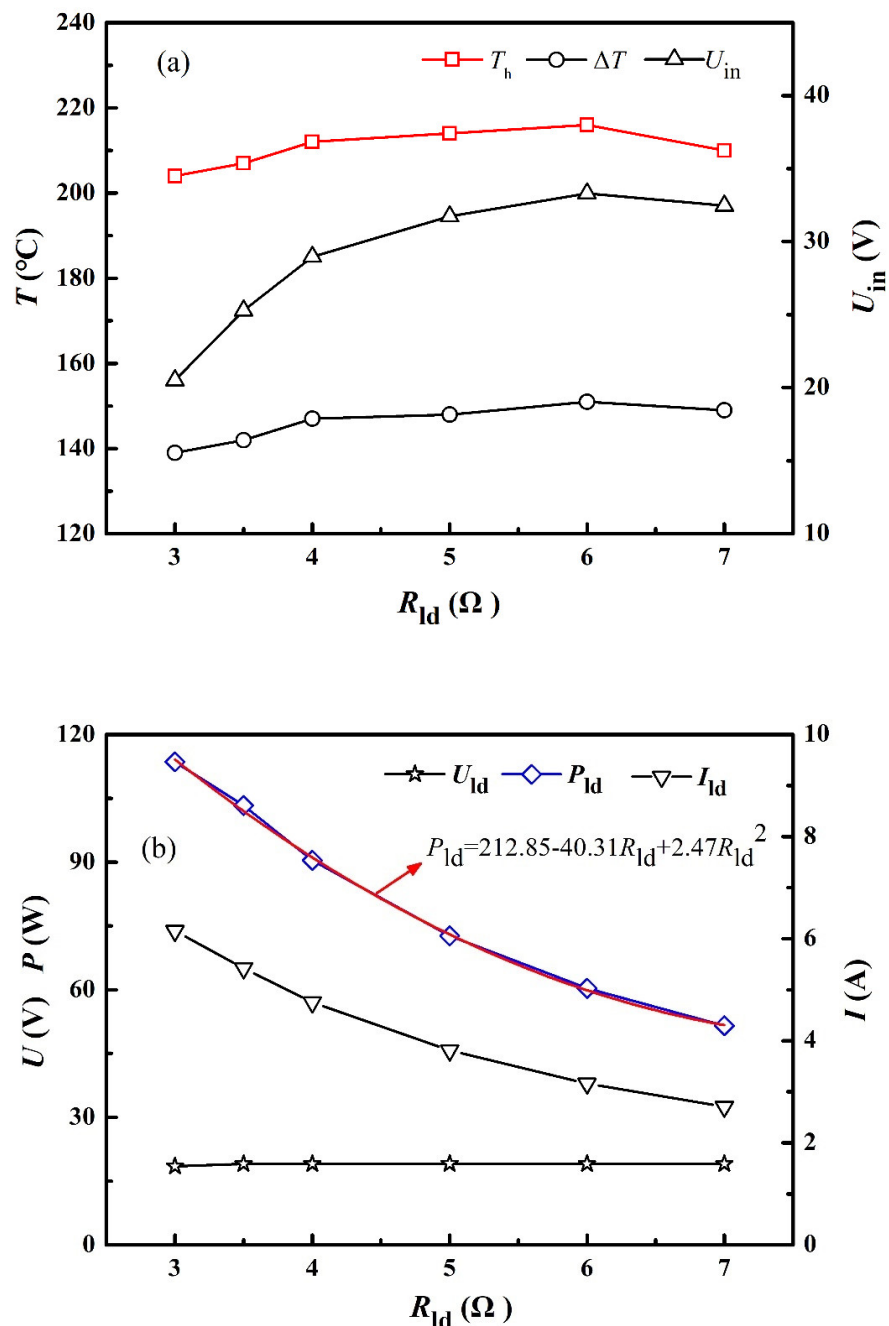 (a)
T_h ΔT U_in
240
220
200
180
160
140
120
T (°C)
40
30
20
10
U_in (V)
3 4 5 6 7
R_ld (Ω )
(b)
U_ld P_ld I_ld
P_ld=212.85-40.31R_ld+2.47R_ld^2
120
90
60
30
0
U (V) P (W)
10
8
6
4
2
0
I (A)
3 4 5 6 7
R_ld (Ω )